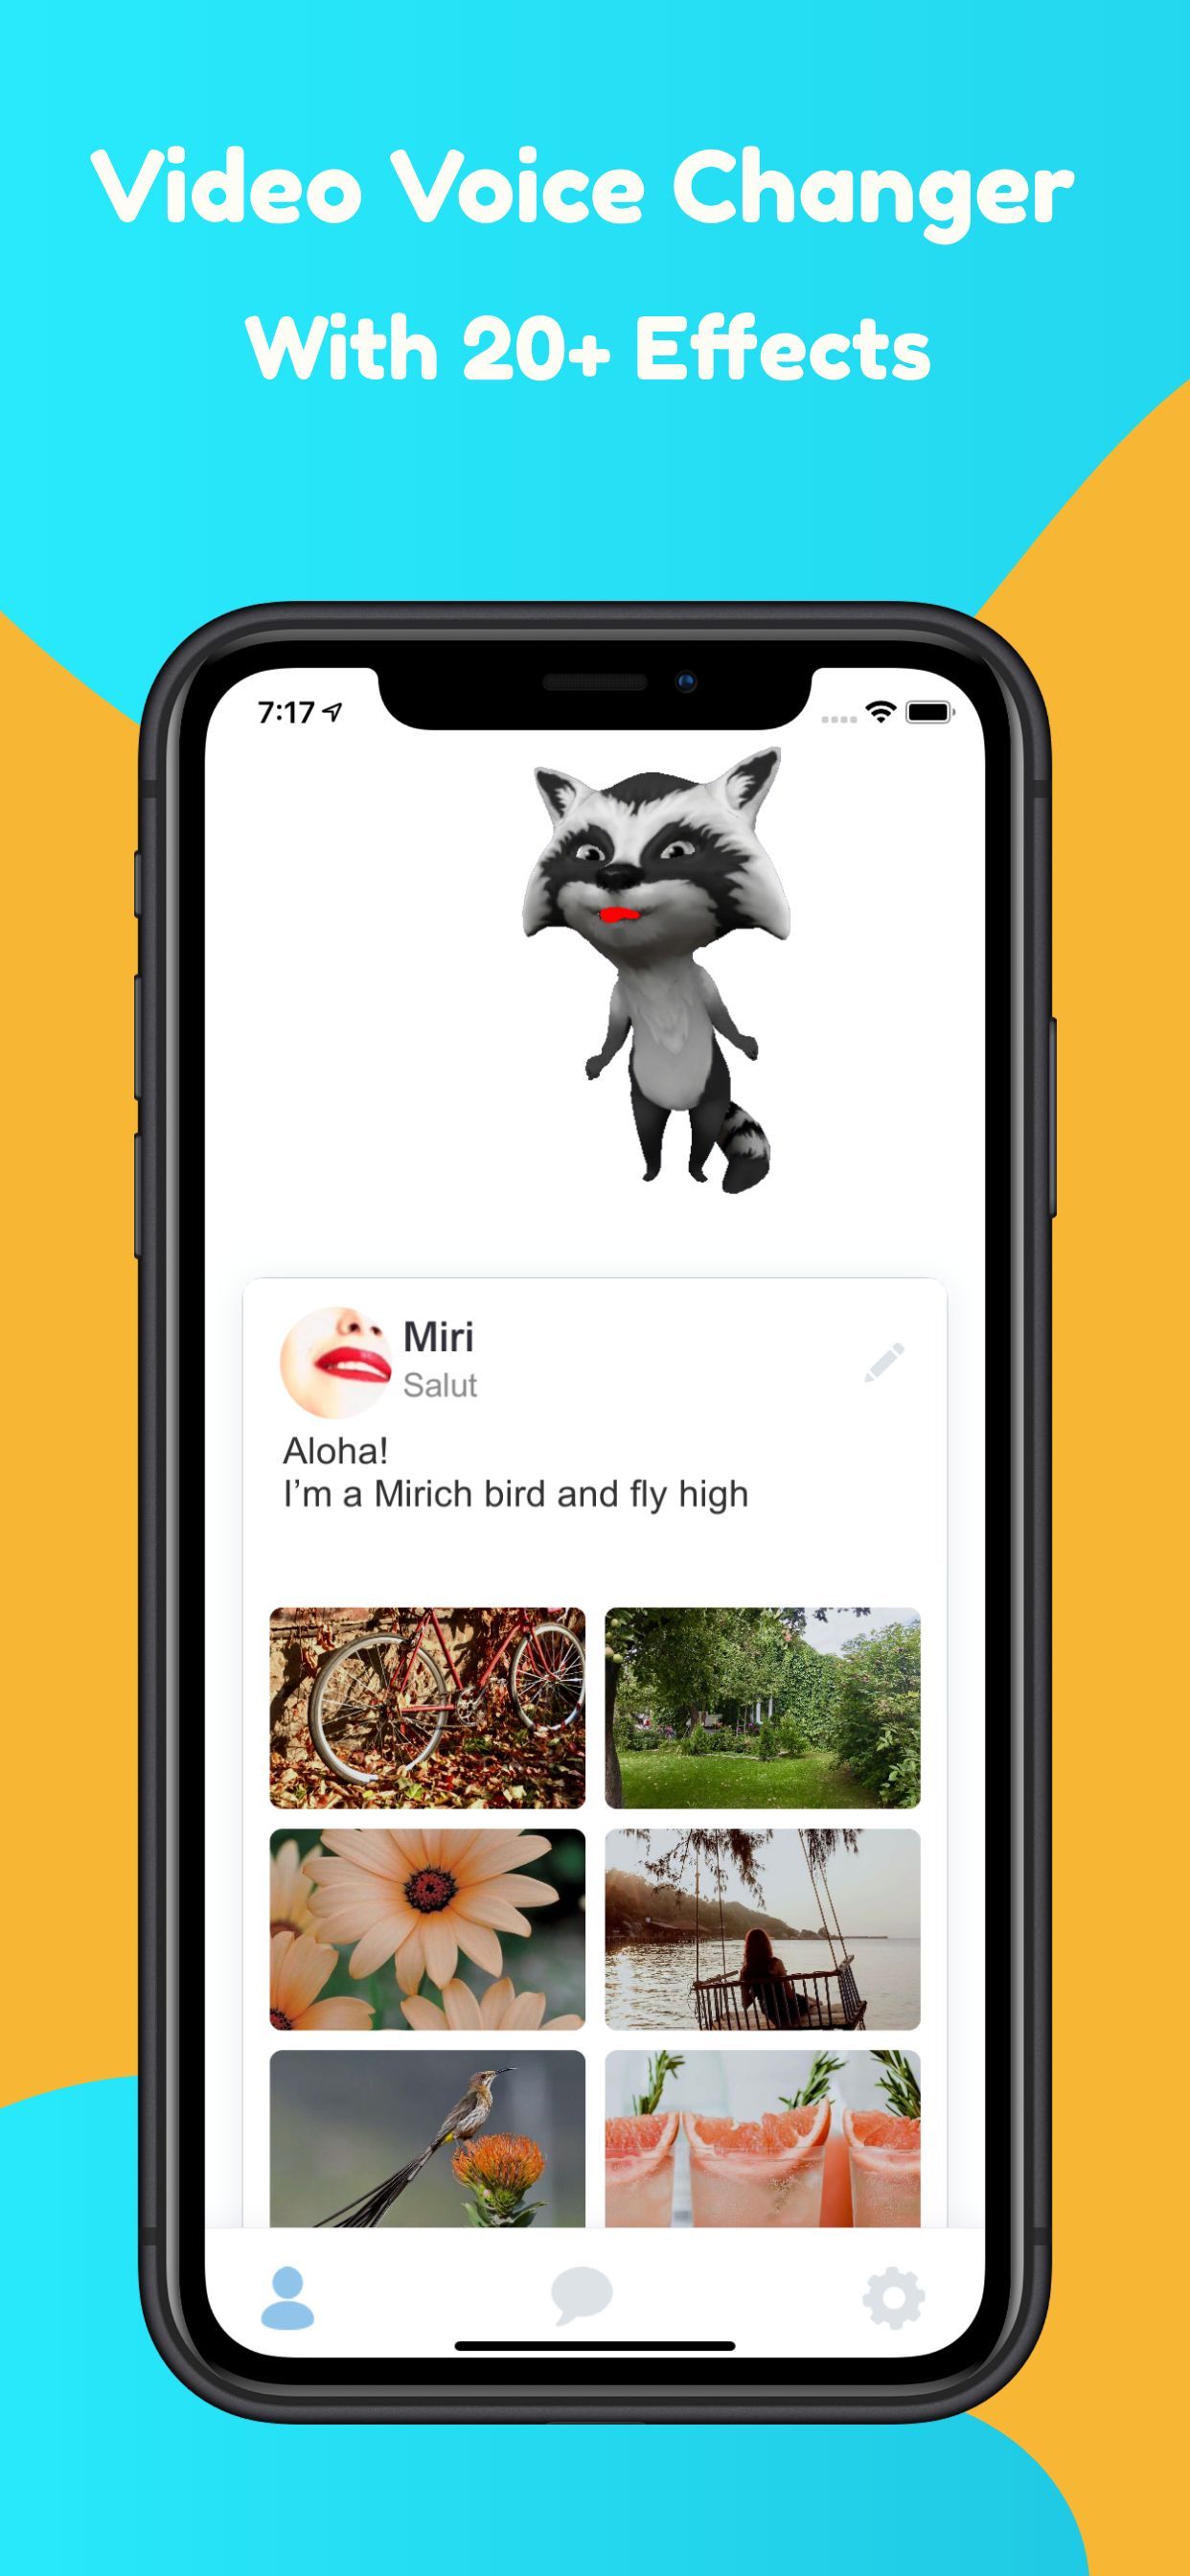 Video Voice Changer
With 20+ Effects
7:17
Miri
Salut
Aloha!
I’m a Mirich bird and fly high